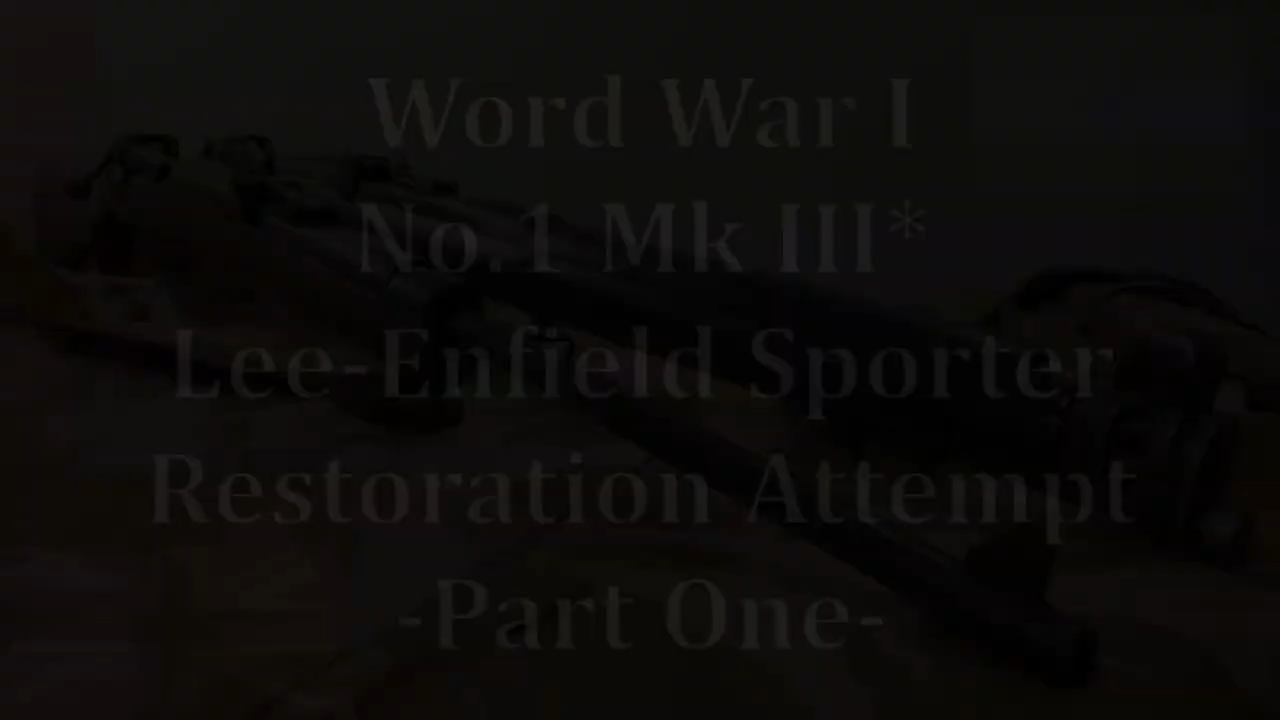 Word War I
No.1 Mk III*
Lee-Enfield Sporter
Restoration Attempt
-Part One-